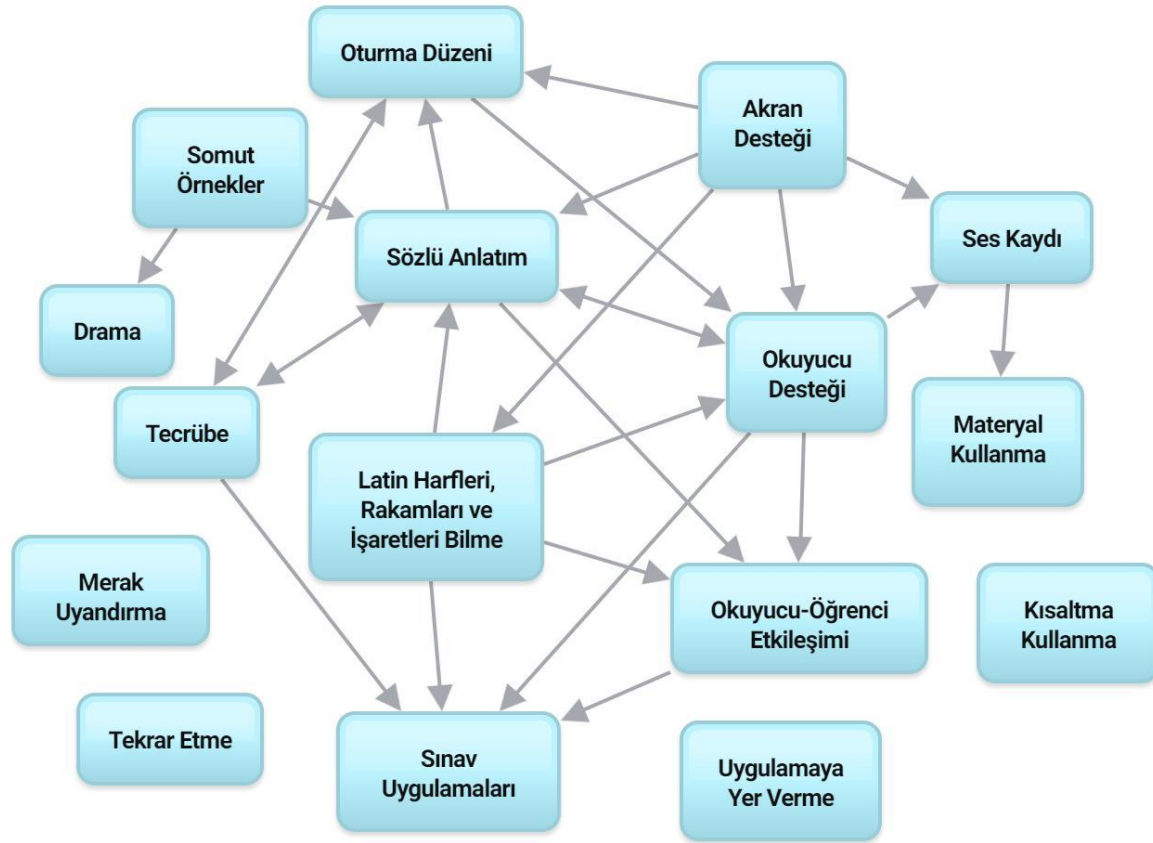 Oturma Düzeni
Akran
Desteği
Somut
Örnekler
Sözlü Anlatım
Ses Kaydı
Drama
Okuyucu
Desteği
Tecrübe
Materyal
Kullanma
Latin Harfleri,
Rakamları ve
İşaretleri Bilme
Merak
Uyandırma
Okuyucu-Öğrenci
Etkileşimi
Kısaltma
Kullanma
Tekrar Etme
Sınav
Uygulamaları
Uygulamaya
Yer Verme